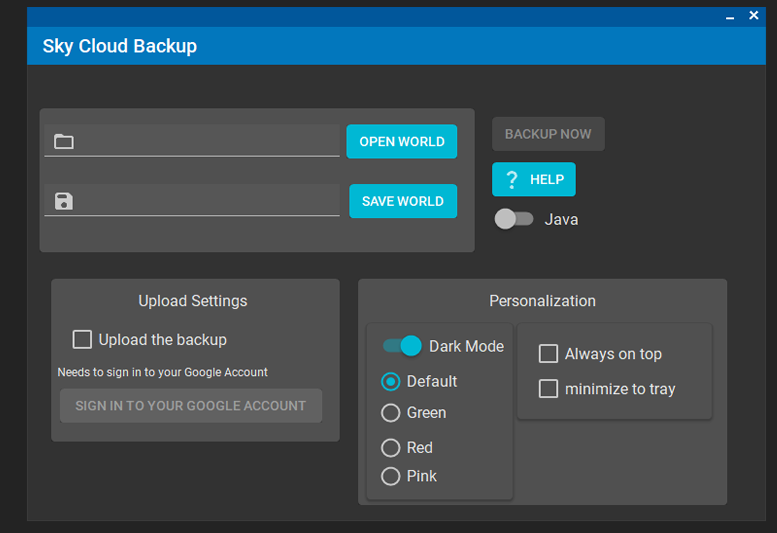 Sky Cloud Backup
OPEN WORLD
BACKUP NOW
? HELP
SAVE WORLD
Java
Upload Settings
Upload the backup
Needs to sign in to your Google Account
SIGN IN TO YOUR GOOGLE ACCOUNT
Personalization
Dark Mode
Default
Green
Red
Pink
Always on top
minimize to tray